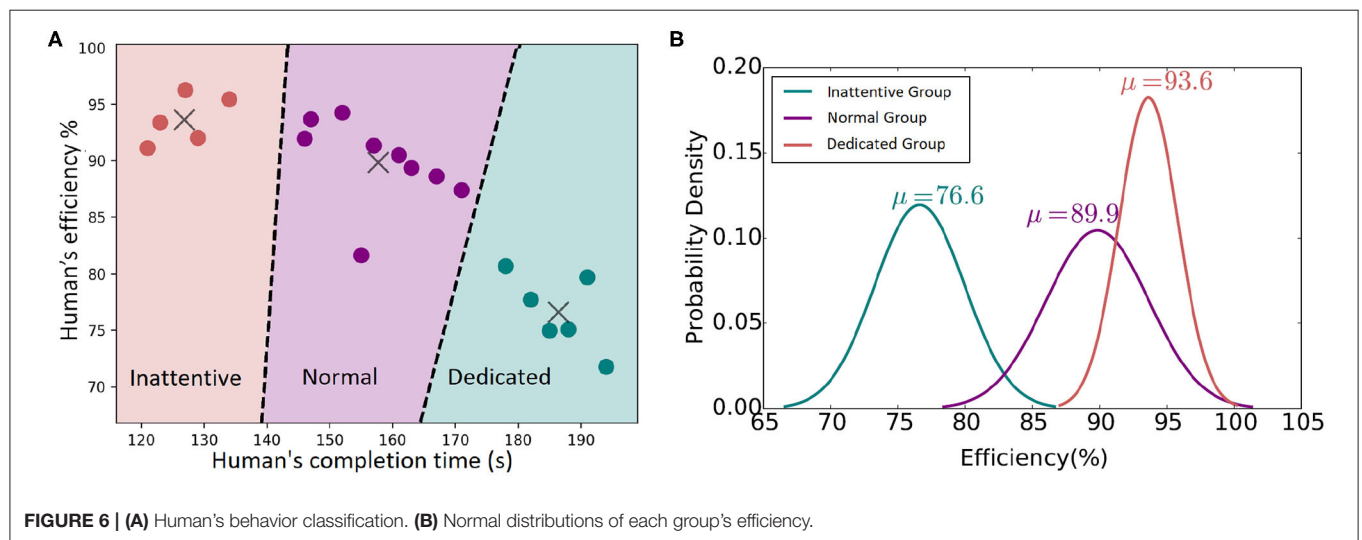 A
100
95
90
85
80
75
70
Human's efficiency %
Inattentive
Normal
Dedicated
120 130 140 150 160 170 180 190
Human's completion time (s)
B
0.20
0.15
0.10
0.05
0.00
Probability Density
Inattentive Group
Normal Group
Dedicated Group
μ=76.6
μ=89.9
μ=93.6
65 70 75 80 85 90 95 100 105
Efficiency(%)
FIGURE 6 | (A) Human's behavior classification. (B) Normal distributions of each group's efficiency.